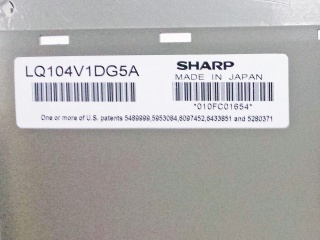 LQ104V1DG5A
SHARP
MADE IN JAPAN
*010FC01654*
One or more of U.S. patents 5489999,5953084,6097452,6433851 and 5280371